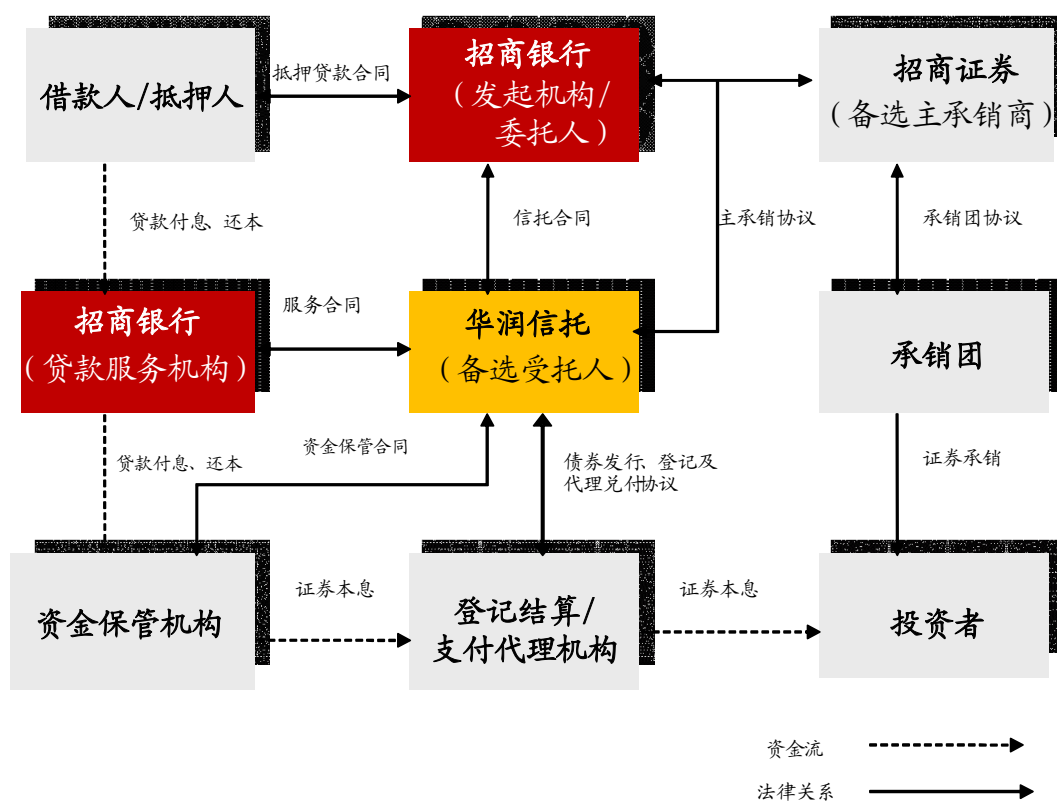 借款人/抵押人
抵押贷款合同
招商银行
（发起机构/
委托人）
招商证券
（备选主承销商）
贷款付息、还本
信托合同
主承销协议
承销团协议
招商银行
（贷款服务机构）
服务合同
华润信托
（备选受托人）
承销团
贷款付息、还本
资金保管合同
债券发行、登记及
代理兑付协议
证券承销
资金保管机构
证券本息
登记结算/
支付代理机构
证券本息
投资者
资金流
法律关系